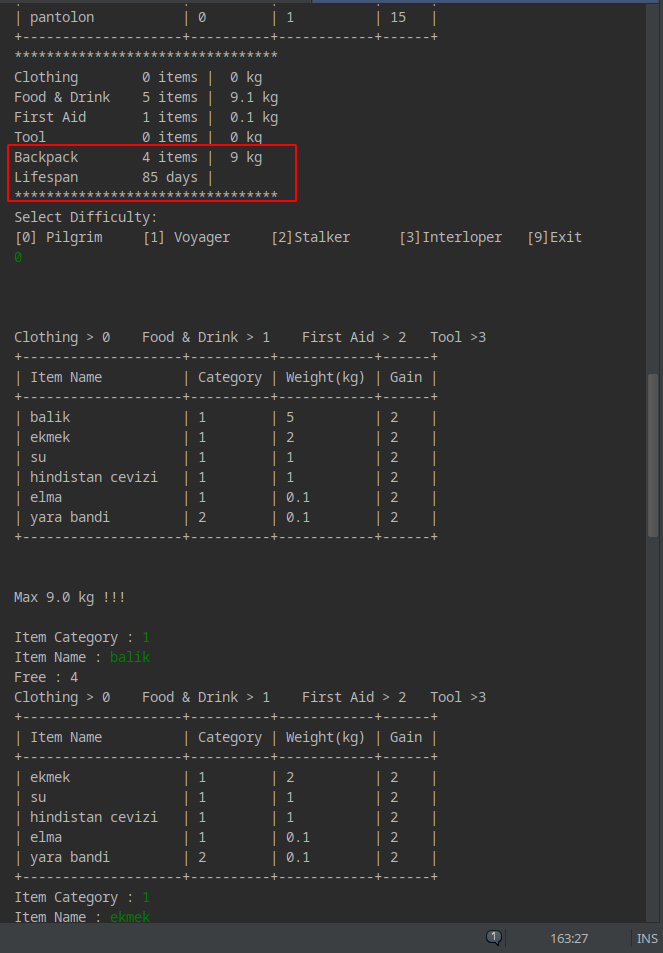 | pantolon            | 0        | 1          | 15   |
+--------------------+----------+------------+------+
*********************************
Clothing        0 items |  0 kg
Food & Drink    5 items |  9.1 kg
First Aid       1 items |  0.1 kg
Tool            0 items |  0 kg
Backpack        4 items |  9 kg
Lifespan        85 days |
*********************************
Select Difficulty:
[0] Pilgrim     [1] Voyager     [2]Stalker      [3]Interloper   [9]Exit
0
Clothing > 0    Food & Drink > 1    First Aid > 2   Tool >3
+--------------------+----------+------------+------+
| Item Name          | Category | Weight(kg) | Gain |
+--------------------+----------+------------+------+
| balik              | 1        | 5          | 2    |
| ekmek              | 1        | 2          | 2    |
| su                 | 1        | 1          | 2    |
| hindistan cevizi   | 1        | 1          | 2    |
| elma               | 1        | 0.1        | 2    |
| yara bandi         | 2        | 0.1        | 2    |
+--------------------+----------+------------+------+
Max 9.0 kg !!!
Item Category : 1
Item Name : balik
Free : 4
Clothing > 0    Food & Drink > 1    First Aid > 2   Tool >3
+--------------------+----------+------------+------+
| Item Name          | Category | Weight(kg) | Gain |
+--------------------+----------+------------+------+
| ekmek              | 1        | 2          | 2    |
| su                 | 1        | 1          | 2    |
| hindistan cevizi   | 1        | 1          | 2    |
| elma               | 1        | 0.1        | 2    |
| yara bandi         | 2        | 0.1        | 2    |
+--------------------+----------+------------+------+
Item Category : 1
Item Name : ekmek
1 163:27 INS